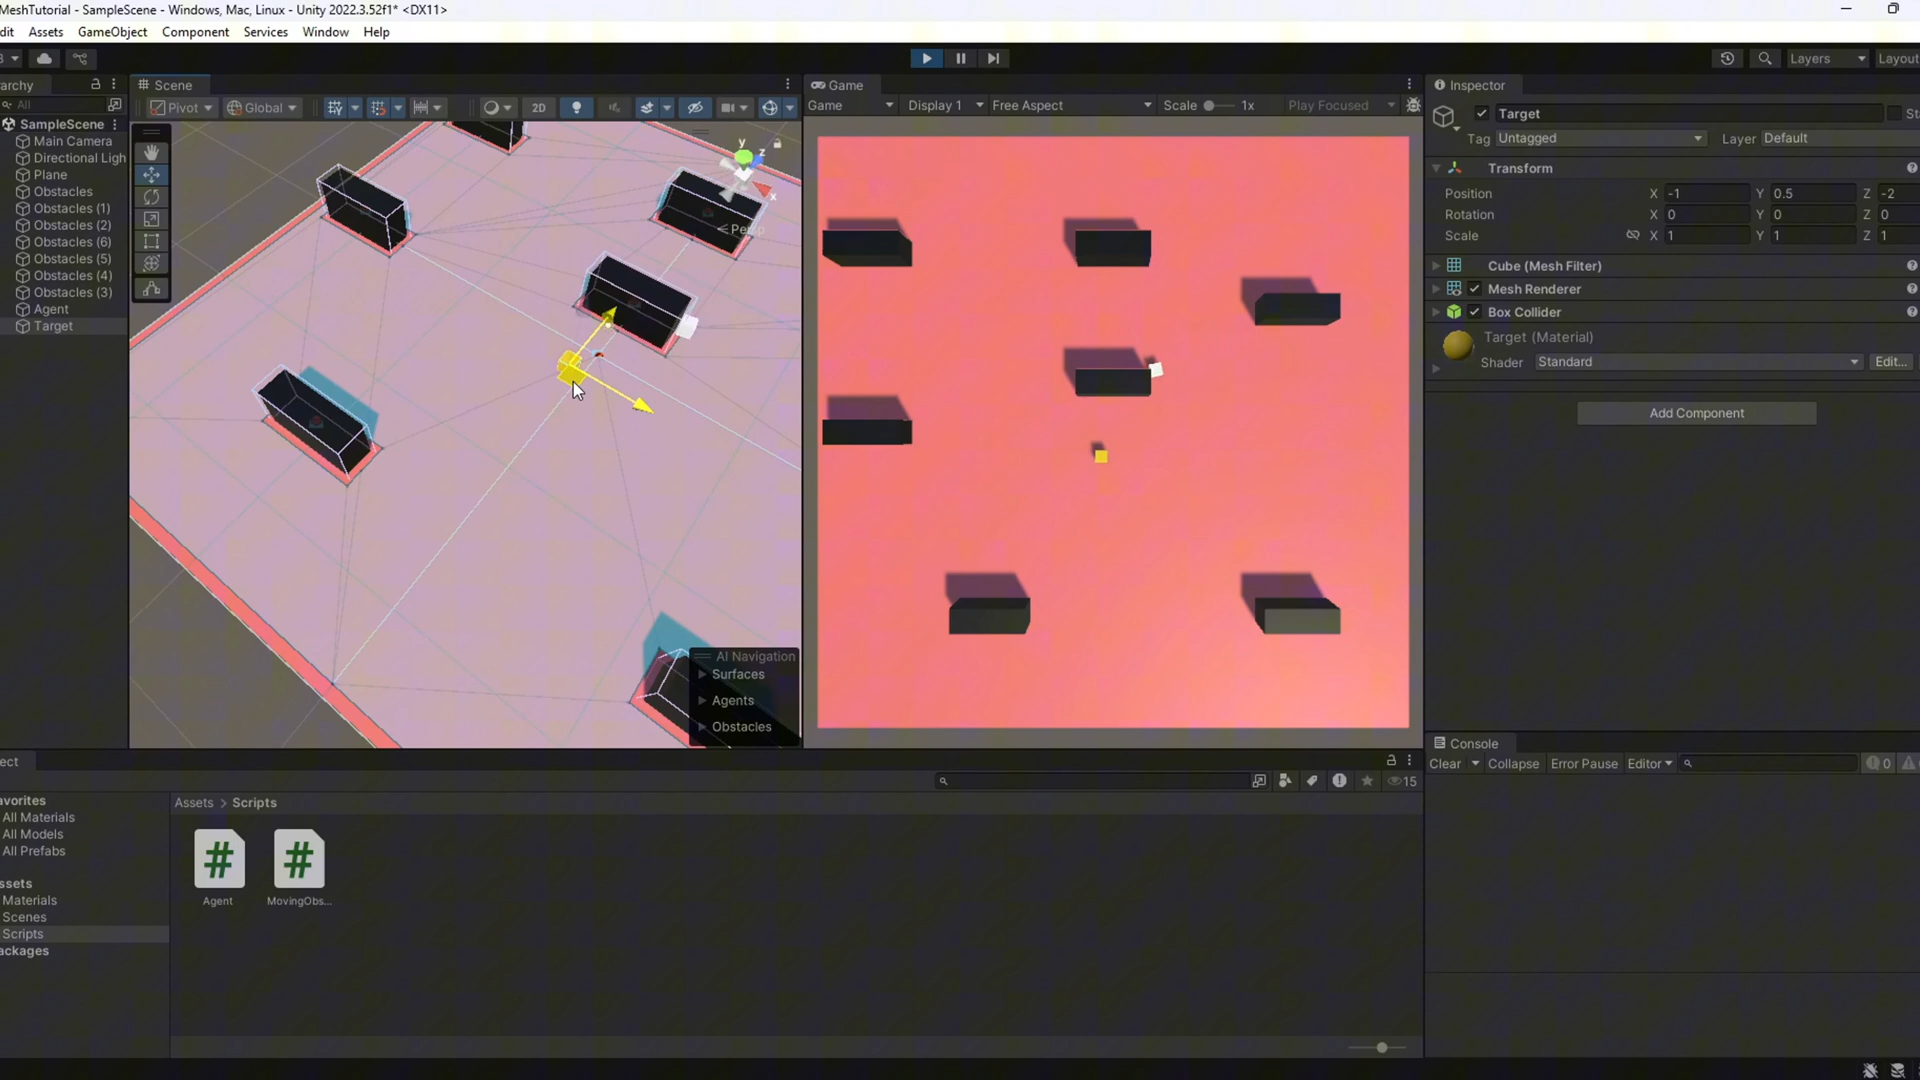 MeshTutorial - SampleScene - Windows, Mac, Linux - Unity 2022.3.52f1* <DX11>
dit Assets GameObject Component Services Window Help
Layers Layout
rarchy
Scene
Game
Inspector
All
Pivot Global 2D
Game Display 1 Free Aspect Scale 1x Play Focused
Target
Tag Untagged Layer Default
SampleScene
Main Camera
Directional Ligh
Plane
Obstacles
Obstacles (1)
Obstacles (2)
Obstacles (6)
Obstacles (5)
Obstacles (4)
Obstacles (3)
Agent
Target
y
z
x
< Persp
AI Navigation
Surfaces
Agents
Obstacles
Transform
Position X -1 Y 0.5 Z -2
Rotation X 0 Y 0 Z 0
Scale X 1 Y 1 Z 1
Cube (Mesh Filter)
Mesh Renderer
Box Collider
Target (Material)
Shader Standard Edit...
Add Component
ect
Console
Clear Collapse Error Pause Editor 0
15
avorites
All Materials
All Models
All Prefabs
ssets
Materials
Scenes
Scripts
ackages
Assets > Scripts
#
#
Agent
MovingObs...